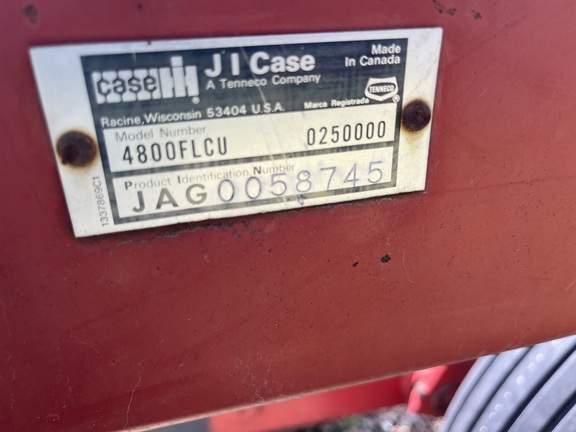 case IH
J I Case
A Tenneco Company
Made
In Canada
TENNECO
Racine, Wisconsin 53404 U.S.A.
Marca Registrada
Model Number
4800FLCU 0250000
Product Identification Number
JAG0058745
1337869C1